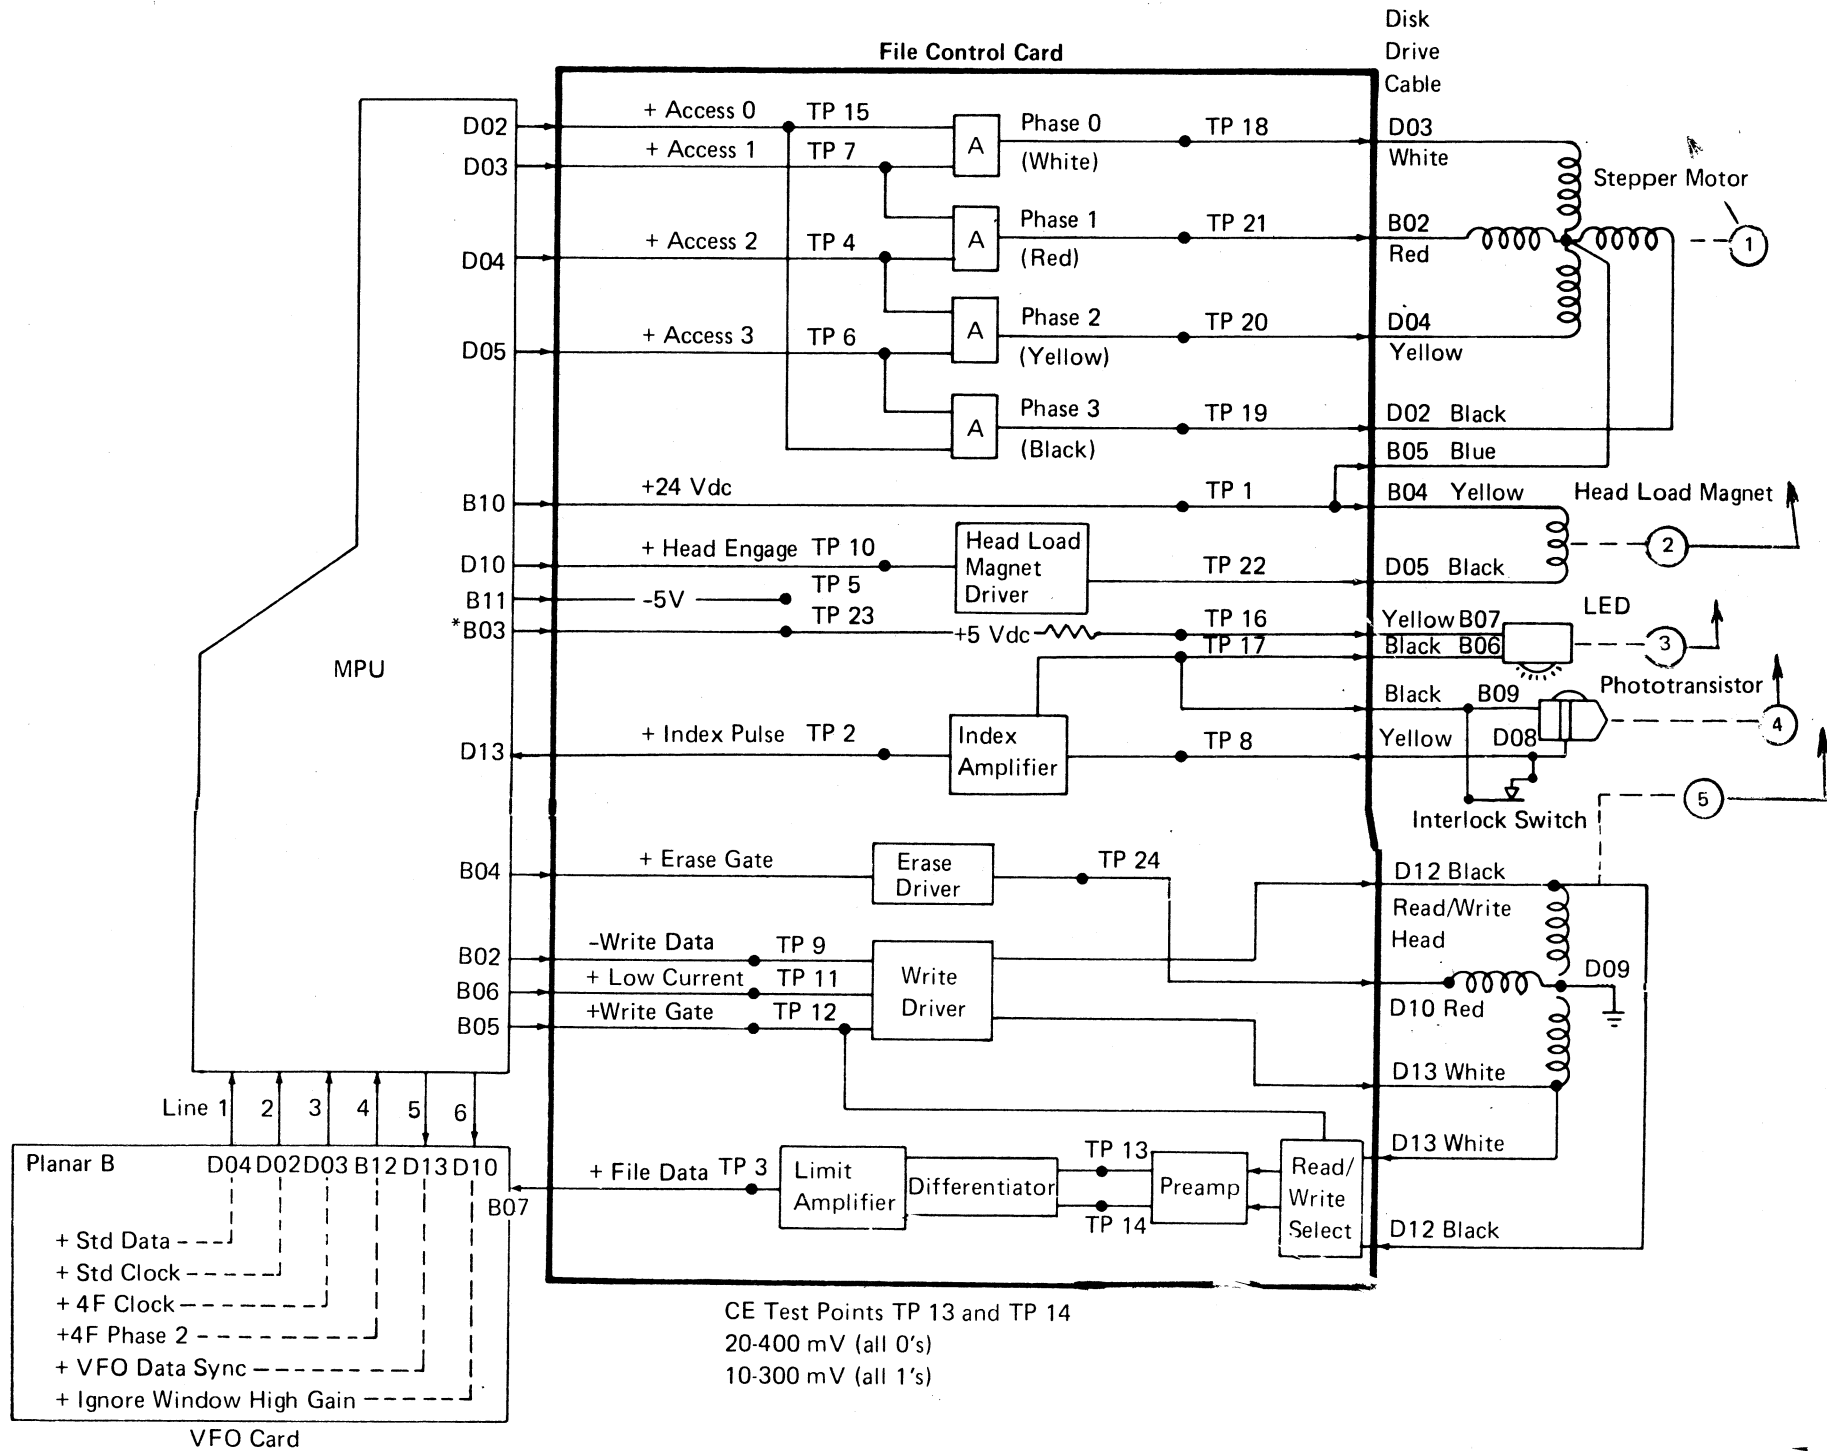 Disk
Drive
Cable
File Control Card
D02
+ Access 0
TP 15
A
Phase 0
(White)
TP 18
D03
White
D03
+ Access 1
TP 7
Stepper Motor
1
A
Phase 1
(Red)
TP 21
B02
Red
D04
+ Access 2
TP 4
A
Phase 2
(Yellow)
TP 20
D04
Yellow
D05
+ Access 3
TP 6
A
Phase 3
(Black)
TP 19
D02 Black
B05 Blue
B10
+24 Vdc
TP 1
B04 Yellow
Head Load Magnet
2
D10
+ Head Engage TP 10
Head Load
Magnet
Driver
TP 22
D05 Black
B11
-5V
TP 5
*B03
TP 23
+5 Vdc
TP 16
Yellow B07
LED
3
TP 17
Black B06
MPU
Black B09
Phototransistor
4
D13
+ Index Pulse TP 2
Index
Amplifier
TP 8
Yellow D08
5
Interlock Switch
B04
+ Erase Gate
Erase
Driver
TP 24
D12 Black
Read/Write
Head
B02
-Write Data
TP 9
Write
Driver
B06
+ Low Current
TP 11
D09
B05
+Write Gate
TP 12
D10 Red
D13 White
Line 1 2 3 4 5 6
Planar B
D04 D02 D03 B12 D13 D10
B07
+ File Data TP 3
Limit
Amplifier
Differentiator
TP 13
TP 14
Preamp
Read/
Write
Select
D13 White
D12 Black
+ Std Data
+ Std Clock
+ 4F Clock
+4F Phase 2
+ VFO Data Sync
+ Ignore Window High Gain
VFO Card
CE Test Points TP 13 and TP 14
20-400 mV (all 0's)
10-300 mV (all 1's)